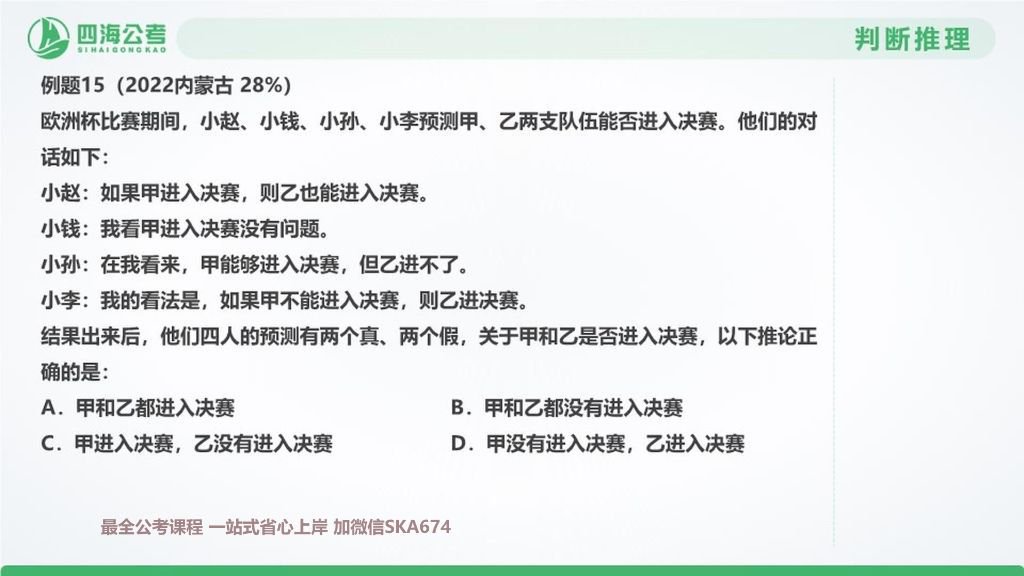 四海公考
SIHAIGONGKAO
判断推理
例题15（2022内蒙古 28%）
欧洲杯比赛期间，小赵、小钱、小孙、小李预测甲、乙两支队伍能否进入决赛。他们的对
话如下：
小赵：如果甲进入决赛，则乙也能进入决赛。
小钱：我看甲进入决赛没有问题。
小孙：在我看来，甲能够进入决赛，但乙进不了。
小李：我的看法是，如果甲不能进入决赛，则乙进决赛。
结果出来后，他们四人的预测有两个真、两个假，关于甲和乙是否进入决赛，以下推论正
确的是：
A．甲和乙都进入决赛 B．甲和乙都没有进入决赛
C．甲进入决赛，乙没有进入决赛 D．甲没有进入决赛，乙进入决赛
最全公考课程 一站式省心上岸 加微信SKA674